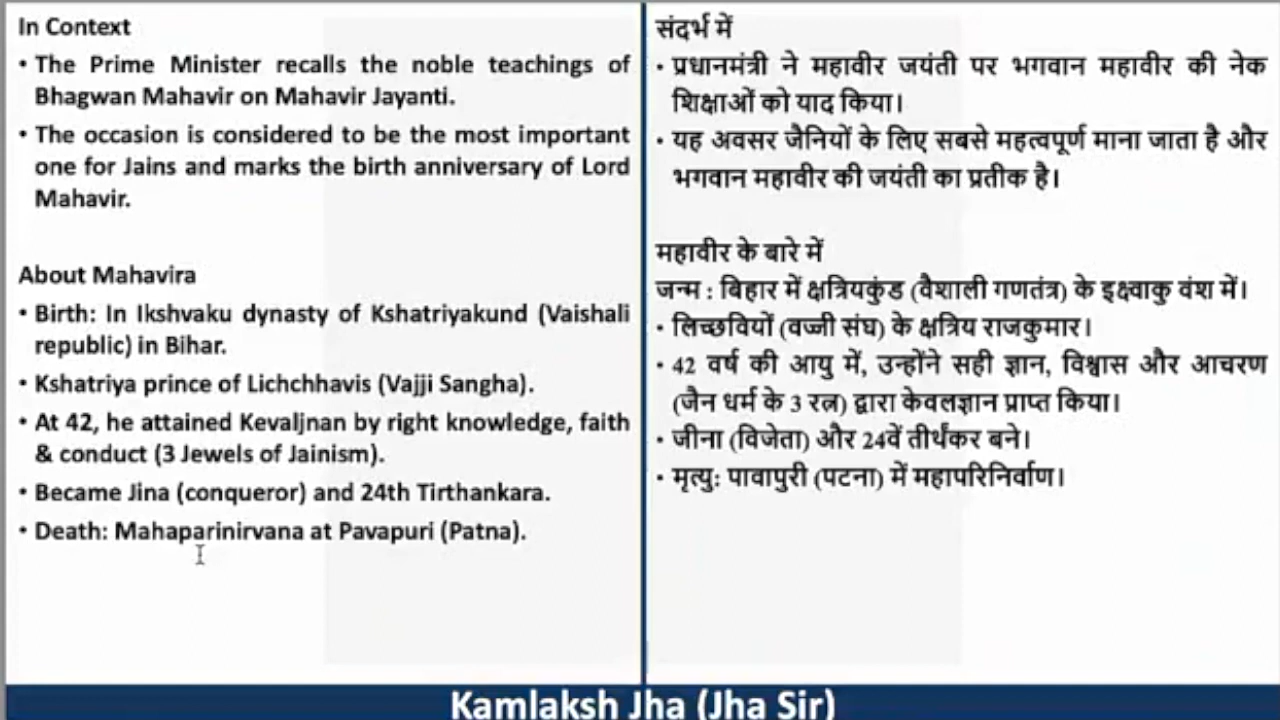 In Context
• The Prime Minister recalls the noble teachings of
Bhagwan Mahavir on Mahavir Jayanti.
• The occasion is considered to be the most important
one for Jains and marks the birth anniversary of Lord
Mahavir.
About Mahavira
• Birth: In Ikshvaku dynasty of Kshatriyakund (Vaishali
republic) in Bihar.
• Kshatriya prince of Lichchhavis (Vajji Sangha).
• At 42, he attained Kevaljnan by right knowledge, faith
& conduct (3 Jewels of Jainism).
• Became Jina (conqueror) and 24th Tirthankara.
• Death: Mahaparinirvana at Pavapuri (Patna).
संदर्भ में
• प्रधानमंत्री ने महावीर जयंती पर भगवान महावीर की नेक
शिक्षाओं को याद किया।
• यह अवसर जैनियों के लिए सबसे महत्वपूर्ण माना जाता है और
भगवान महावीर की जयंती का प्रतीक है।
महावीर के बारे में
जन्म : बिहार में क्षत्रियकुंड (वैशाली गणतंत्र) के इक्ष्वाकु वंश में।
• लिच्छवियों (वज्जी संघ) के क्षत्रिय राजकुमार।
• 42 वर्ष की आयु में, उन्होंने सही ज्ञान, विश्वास और आचरण
(जैन धर्म के 3 रत्न) द्वारा केवलज्ञान प्राप्त किया।
• जीना (विजेता) और 24वें तीर्थंकर बने।
• मृत्यु: पावापुरी (पटना) में महापरिनिर्वाण।
Kamlaksh Jha (Jha Sir)